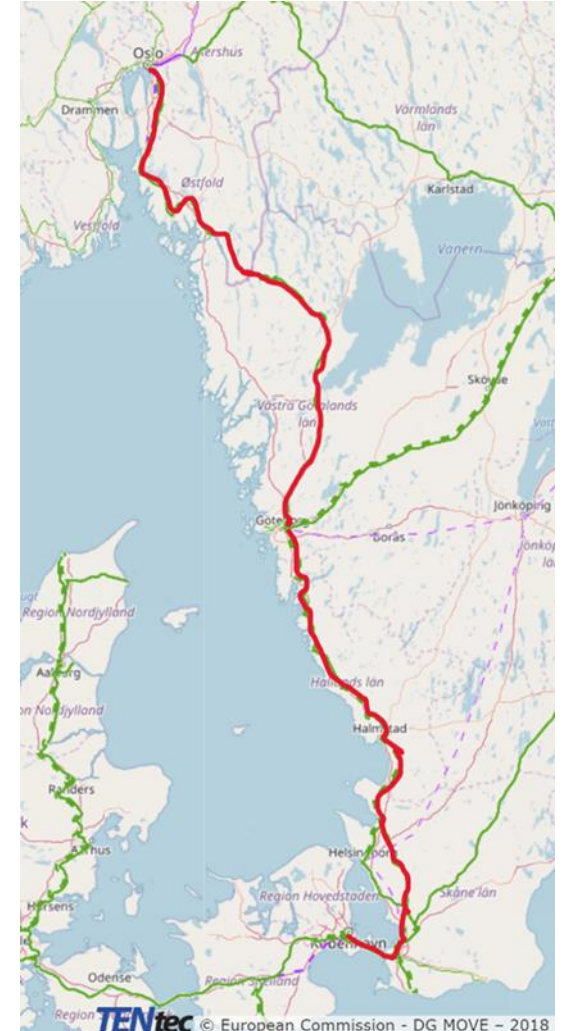 Oslo
Akershus
Drammen
Värmlands
län
Østfold
Karlstad
Vestfold
Vänern
Skövde
Västra Götalands
län
Jönköping
Göteborg
Borås
Region Nordjylland
Hallands län
Aalborg
Halmstad
Randers
Århus
Helsingborg
Region Hovedstaden
Skåne län
Horsens
København
Odense
Region Sjælland
TENtec © European Commission - DG MOVE – 2018